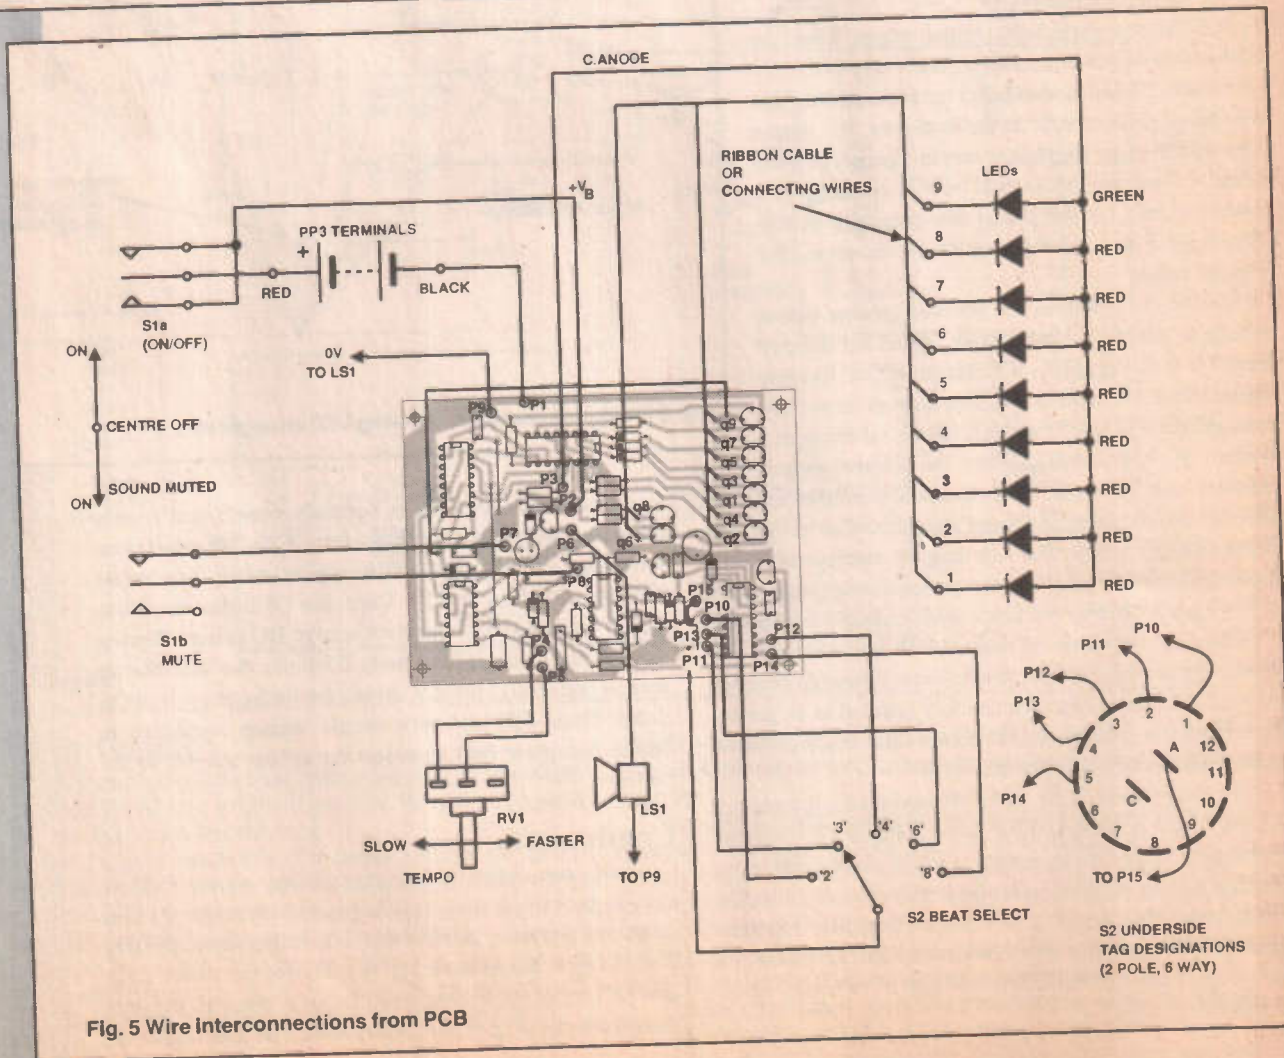 C.ANODE
RIBBON CABLE
OR
CONNECTING WIRES
LEDs
+VB
PP3 TERMINALS
+
RED
BLACK
S1a
(ON/OFF)
0V
TO LS1
ON
CENTRE OFF
SOUND MUTED
ON
S1b
MUTE
9
GREEN
8
RED
7
RED
6
RED
5
RED
4
RED
3
RED
2
RED
1
RED
P9
P1
P3
P2
P7
P6
P8
P4
P5
q9
q7
q5
q3
q1
q4
q2
q8
q6
P15
P10
P13
P11
P12
P14
RV1
SLOW
FASTER
TEMPO
LS1
TO P9
'2'
'3'
'4'
'6'
'8'
S2 BEAT SELECT
P10
P11
P12
P13
P14
1
2
3
4
5
6
7
8
9
10
11
12
A
C
TO P15
S2 UNDERSIDE
TAG DESIGNATIONS
(2 POLE, 6 WAY)
Fig. 5 Wire interconnections from PCB